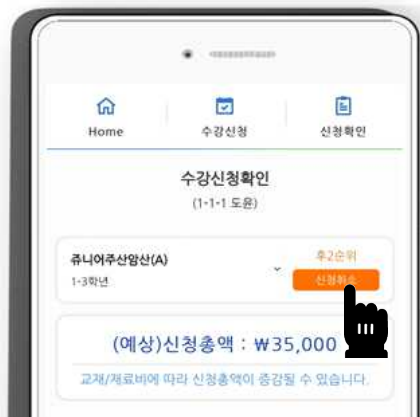 Home 수강신청 신청확인
수강신청확인
(1-1-1 도윤)
쥬니어주산암산(A) 후2순위
1-3학년 신청취소
(예상)신청총액 : ₩35,000
교재/재료비에 따라 신청총액이 증감될 수 있습니다.